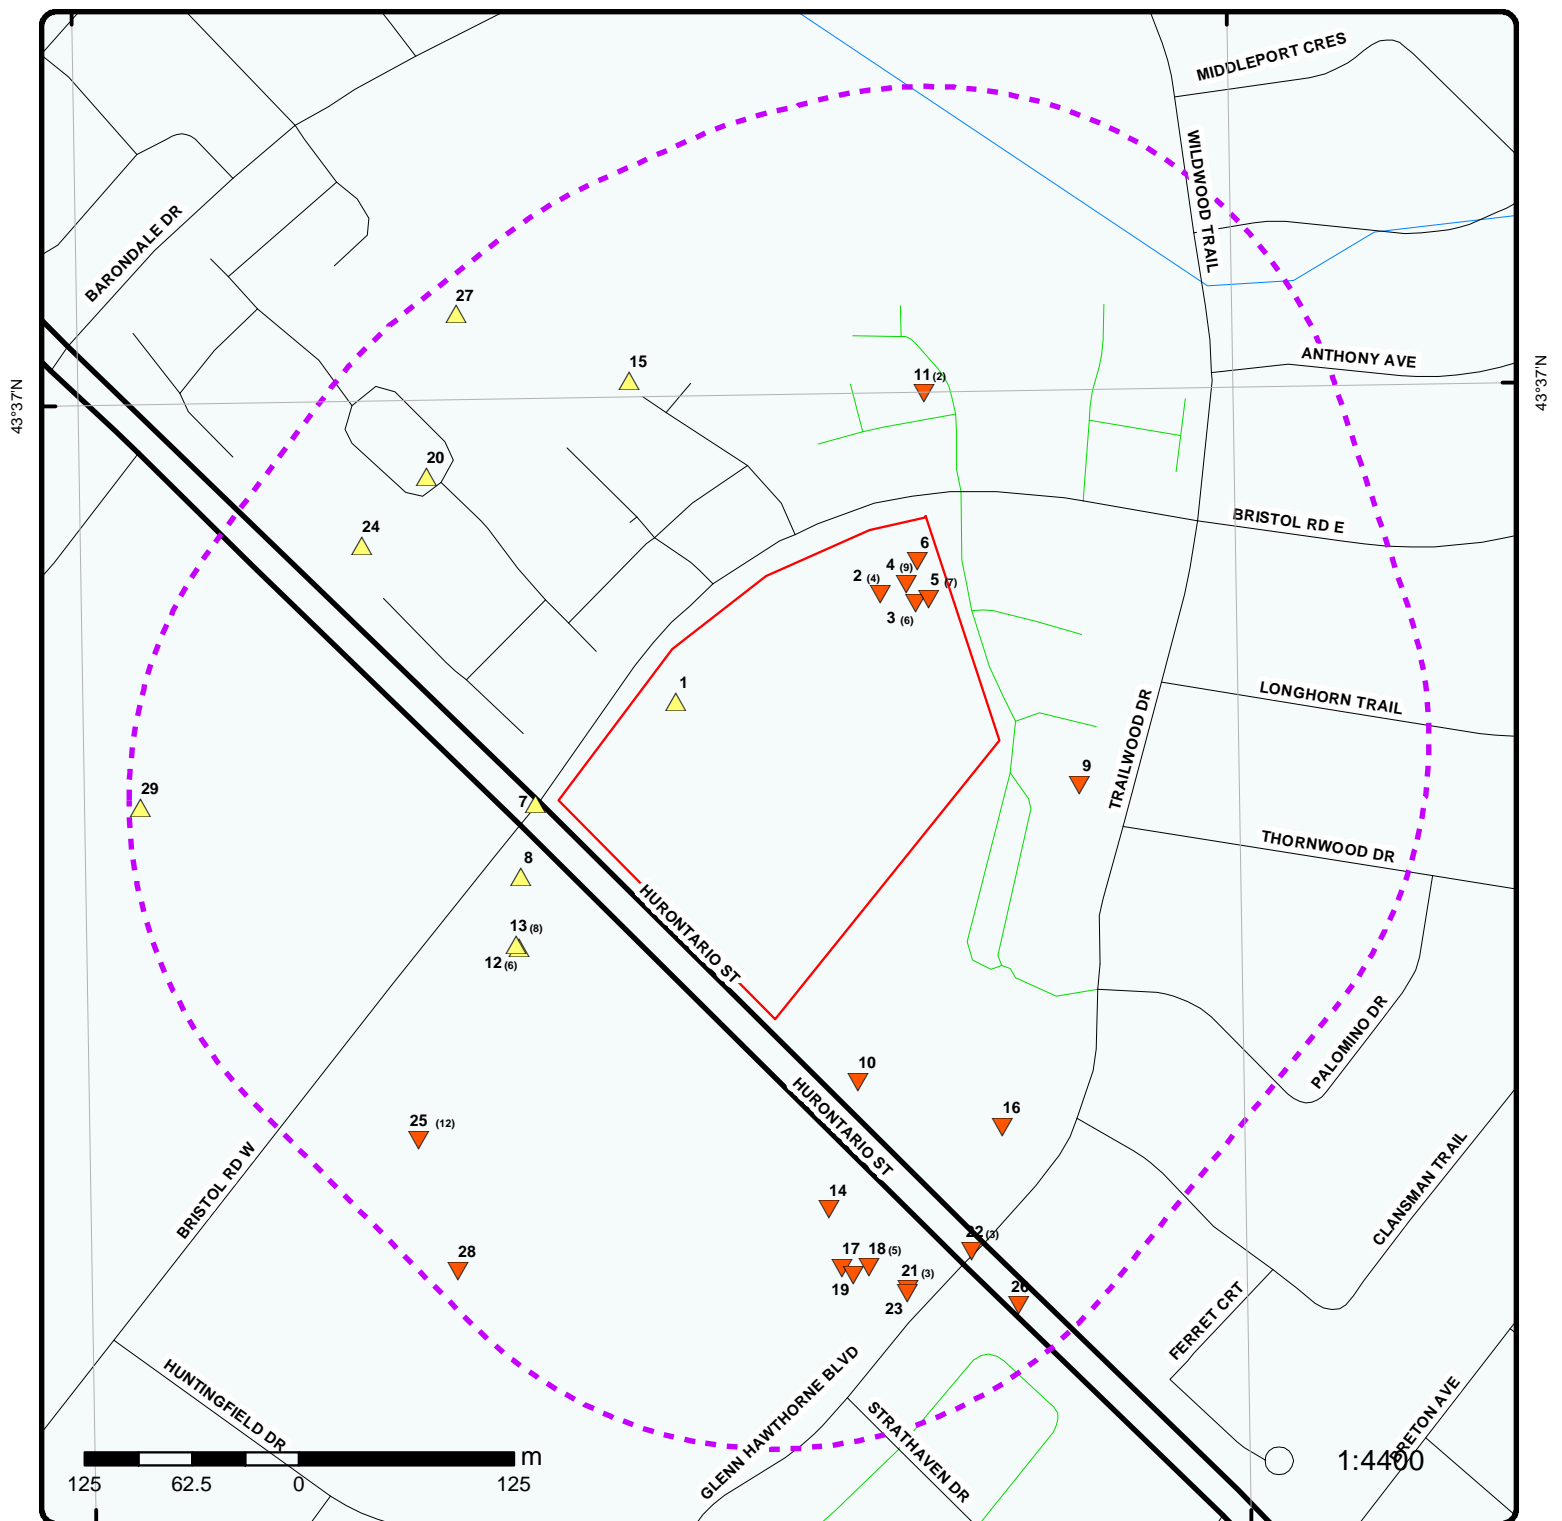 MIDDLEPORT CRES
WILDWOOD TRAIL
BARONDALE DR
27
15
11 (2)
ANTHONY AVE
43°37'N
43°37'N
20
24
BRISTOL RD E
6
4 (9)
2 (4)
5 (7)
3 (6)
1
LONGHORN TRAIL
TRAILWOOD DR
9
29
7
THORNWOOD DR
8
HURONTARIO ST
13 (8)
12 (6)
PALOMINO DR
10
HURONTARIO ST
16
25 (12)
BRISTOL RD W
CLANSMAN TRAIL
14
22 (3)
28
17
18 (5)
21 (3)
19
23
26
FERRET CRT
HUNTINGFIELD DR
GLENN HAWTHORNE BLVD
STRATHAVEN DR
BRETON AVE
m
1:4400
125
62.5
0
125